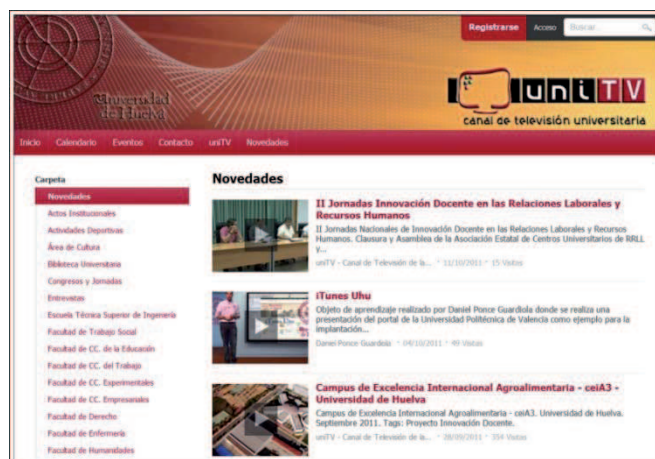 Registrarse Acceso Buscar...
Universidad
de Huelva
uniTV
canal de televisión universitaria
Inicio Calendario Eventos Contacto uniTV Novedades
Carpeta
Novedades
Actos Institucionales
Actividades Deportivas
Área de Cultura
Biblioteca Universitaria
Congresos y Jornadas
Entrevistas
Escuela Técnica Superior de Ingeniería
Facultad de Trabajo Social
Facultad de CC. de la Educación
Facultad de CC. del Trabajo
Facultad de CC. Experimentales
Facultad de CC. Empresariales
Facultad de Derecho
Facultad de Enfermería
Facultad de Humanidades
Novedades
II Jornadas Innovación Docente en las Relaciones Laborales y
Recursos Humanos
II Jornadas Nacionales de Innovación Docente en las Relaciones Laborales y Recursos
Humanos. Clausura y Asamblea de la Asociación Estatal de Centros Universitarios de RRLL
y...
uniTV - Canal de Televisión de la... * 11/10/2011 * 15 Visitas
iTunes Uhu
Objeto de aprendizaje realizado por Daniel Ponce Guardiola donde se realiza una
presentación del portal de la Universidad Politécnica de Valencia como ejemplo para la
implantación...
Daniel Ponce Guardiola * 04/10/2011 * 49 Visitas
Campus de Excelencia Internacional Agroalimentaria - ceiA3 -
Universidad de Huelva
Campus de Excelencia Internacional Agroalimentaria - ceiA3. Universidad de Huelva.
Septiembre 2011. Tags: Proyecto Innovación Docente.
uniTV - Canal de Televisión de la... * 28/09/2011 * 354 Visitas